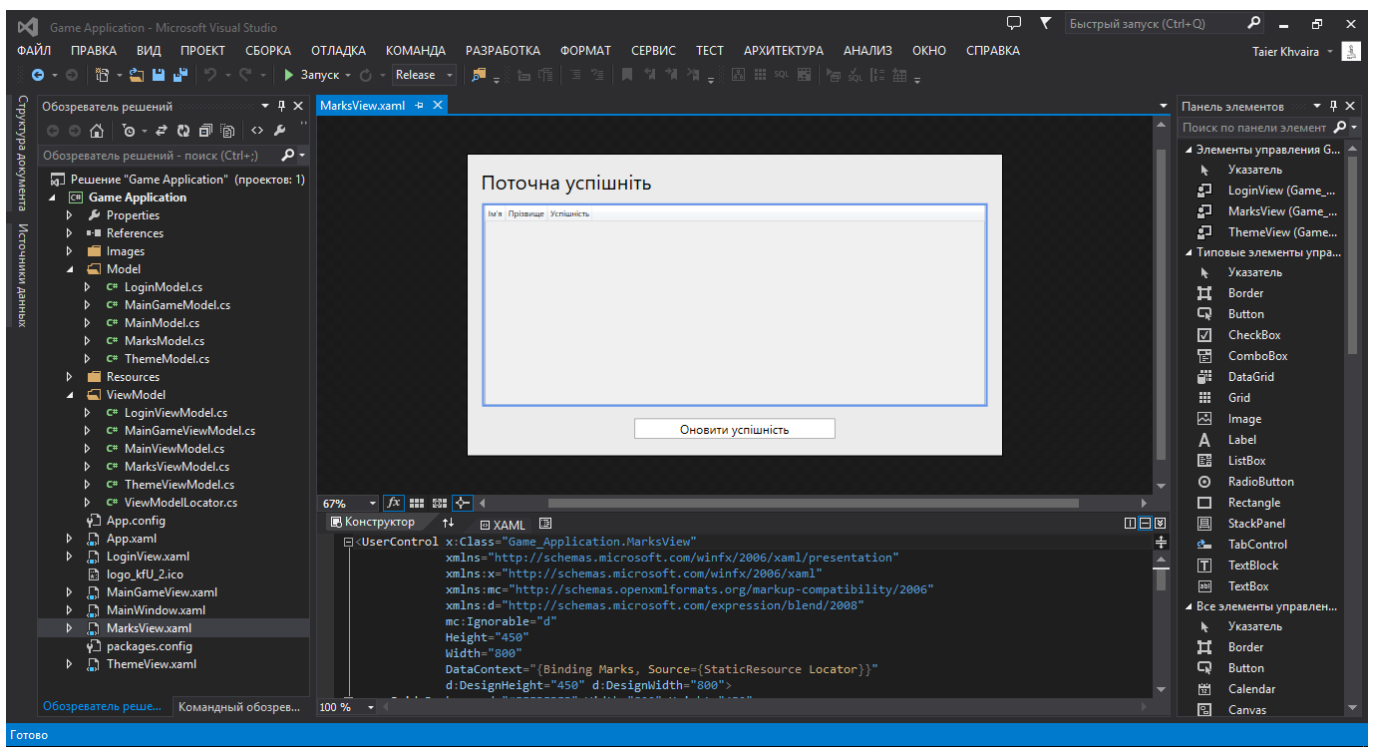 Game Application - Microsoft Visual Studio
Быстрый запуск (Ctrl+Q)
ФАЙЛ ПРАВКА ВИД ПРОЕКТ СБОРКА ОТЛАДКА КОМАНДА РАЗРАБОТКА ФОРМАТ СЕРВИС ТЕСТ АРХИТЕКТУРА АНАЛИЗ ОКНО СПРАВКА
Taier Khvaira
Запуск
Release
Структура документа
Источники данных
Обозреватель решений
Обозреватель решений - поиск (Ctrl+;)
Решение "Game Application" (проектов: 1)
Game Application
Properties
References
Images
Model
LoginModel.cs
MainGameModel.cs
MainModel.cs
MarksModel.cs
ThemeModel.cs
Resources
ViewModel
LoginViewModel.cs
MainGameViewModel.cs
MainViewModel.cs
MarksViewModel.cs
ThemeViewModel.cs
ViewModelLocator.cs
App.config
App.xaml
LoginView.xaml
logo_kfU_2.ico
MainGameView.xaml
MainWindow.xaml
MarksView.xaml
packages.config
ThemeView.xaml
Обозреватель реше...
Командный обозрев...
MarksView.xaml
Поточна успішніть
Ім'я Прізвище Успішність
Оновити успішність
67%
Конструктор
XAML
<UserControl x:Class="Game_Application.MarksView"
xmlns="http://schemas.microsoft.com/winfx/2006/xaml/presentation"
xmlns:x="http://schemas.microsoft.com/winfx/2006/xaml"
xmlns:mc="http://schemas.openxmlformats.org/markup-compatibility/2006"
xmlns:d="http://schemas.microsoft.com/expression/blend/2008"
mc:Ignorable="d"
Height="450"
Width="800"
DataContext="{Binding Marks, Source={StaticResource Locator}}"
d:DesignHeight="450" d:DesignWidth="800">
100 %
Панель элементов
Поиск по панели элемент
Элементы управления G...
Указатель
LoginView (Game_...
MarksView (Game_...
ThemeView (Game...
Типовые элементы упра...
Указатель
Border
Button
CheckBox
ComboBox
DataGrid
Grid
Image
Label
ListBox
RadioButton
Rectangle
StackPanel
TabControl
TextBlock
TextBox
Все элементы управлен...
Указатель
Border
Button
Calendar
Canvas
Готово